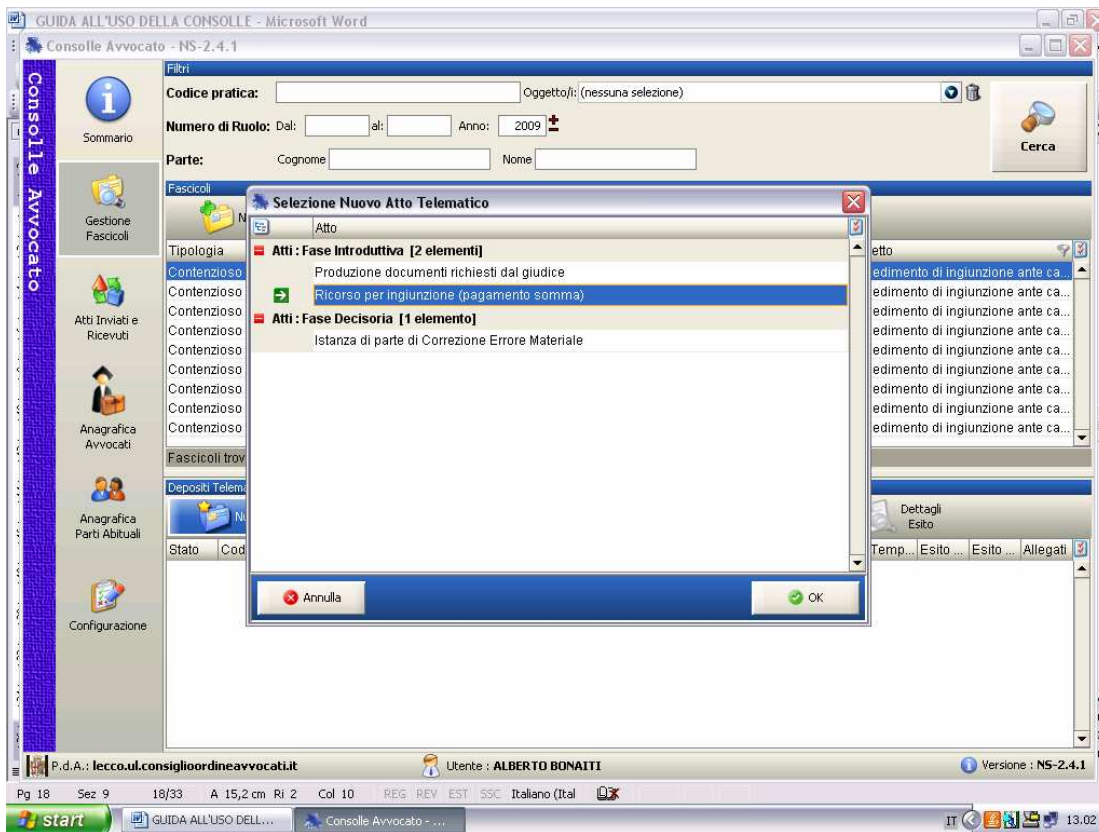 GUIDA ALL'USO DELLA CONSOLLE - Microsoft Word
Consolle Avvocato - NS-2.4.1
Consolle Avvocato
Sommario
Gestione
Fascicoli
Atti Inviati e
Ricevuti
Anagrafica
Avvocati
Anagrafica
Parti Abituali
Configurazione
Filtri
Codice pratica: Oggetto/i: (nessuna selezione)
Numero di Ruolo: Dal: al: Anno: 2009
Parte: Cognome Nome
Cerca
Fascicoli
N
Tipologia etto
Contenzioso edimento di ingiunzione ante ca...
Contenzioso edimento di ingiunzione ante ca...
Contenzioso edimento di ingiunzione ante ca...
Contenzioso edimento di ingiunzione ante ca...
Contenzioso edimento di ingiunzione ante ca...
Contenzioso edimento di ingiunzione ante ca...
Contenzioso edimento di ingiunzione ante ca...
Contenzioso edimento di ingiunzione ante ca...
Contenzioso edimento di ingiunzione ante ca...
Fascicoli trov
Selezione Nuovo Atto Telematico
Atto
Atti : Fase Introduttiva [2 elementi]
Produzione documenti richiesti dal giudice
Ricorso per ingiunzione (pagamento somma)
Atti : Fase Decisoria [1 elemento]
Istanza di parte di Correzione Errore Materiale
Annulla OK
Depositi Telema
Nu
Dettagli
Esito
Stato Cod Temp... Esito ... Esito ... Allegati
P.d.A.: lecco.ul.consiglioordineavvocati.it Utente : ALBERTO BONAITI Versione : NS-2.4.1
Pg 18 Sez 9 18/33 A 15,2 cm Ri 2 Col 10 REG REV EST SSC Italiano (Ital
start GUIDA ALL'USO DELL... Consolle Avvocato - ... IT 13.02